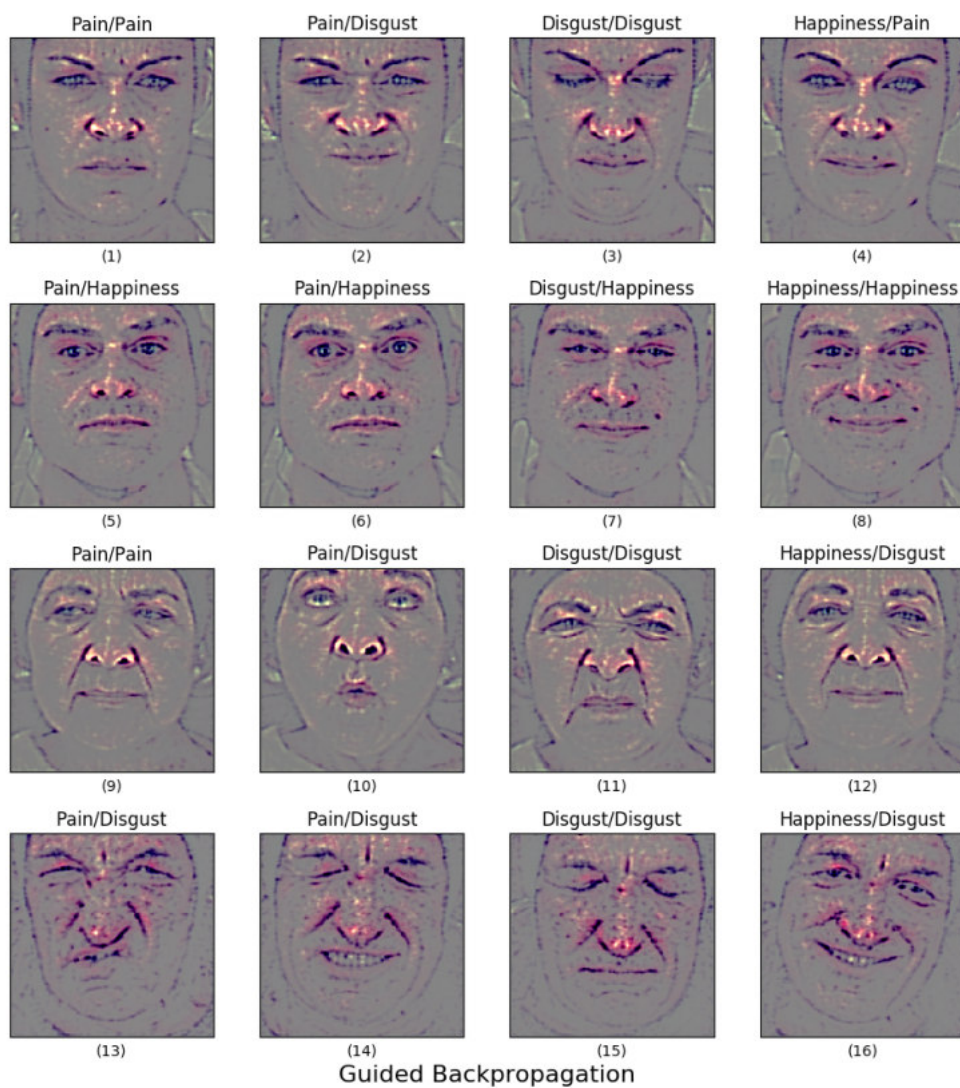 Pain/Pain
Pain/Disgust
Disgust/Disgust
Happiness/Pain
(1)
(2)
(3)
(4)
Pain/Happiness
Pain/Happiness
Disgust/Happiness
Happiness/Happiness
(5)
(6)
(7)
(8)
Pain/Pain
Pain/Disgust
Disgust/Disgust
Happiness/Disgust
(9)
(10)
(11)
(12)
Pain/Disgust
Pain/Disgust
Disgust/Disgust
Happiness/Disgust
(13)
(14)
(15)
(16)
Guided Backpropagation